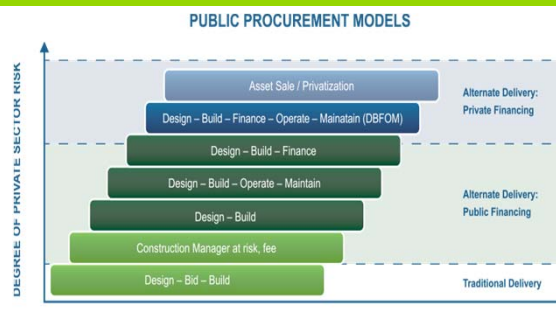 PUBLIC PROCUREMENT MODELS
DEGREE OF PRIVATE SECTOR RISK
Asset Sale / Privatization
Design – Build – Finance – Operate – Mainatain (DBFOM)
Alternate Delivery:
Private Financing
Design – Build – Finance
Design – Build – Operate – Maintain
Design – Build
Alternate Delivery:
Public Financing
Construction Manager at risk, fee
Design – Bid – Build
Traditional Delivery